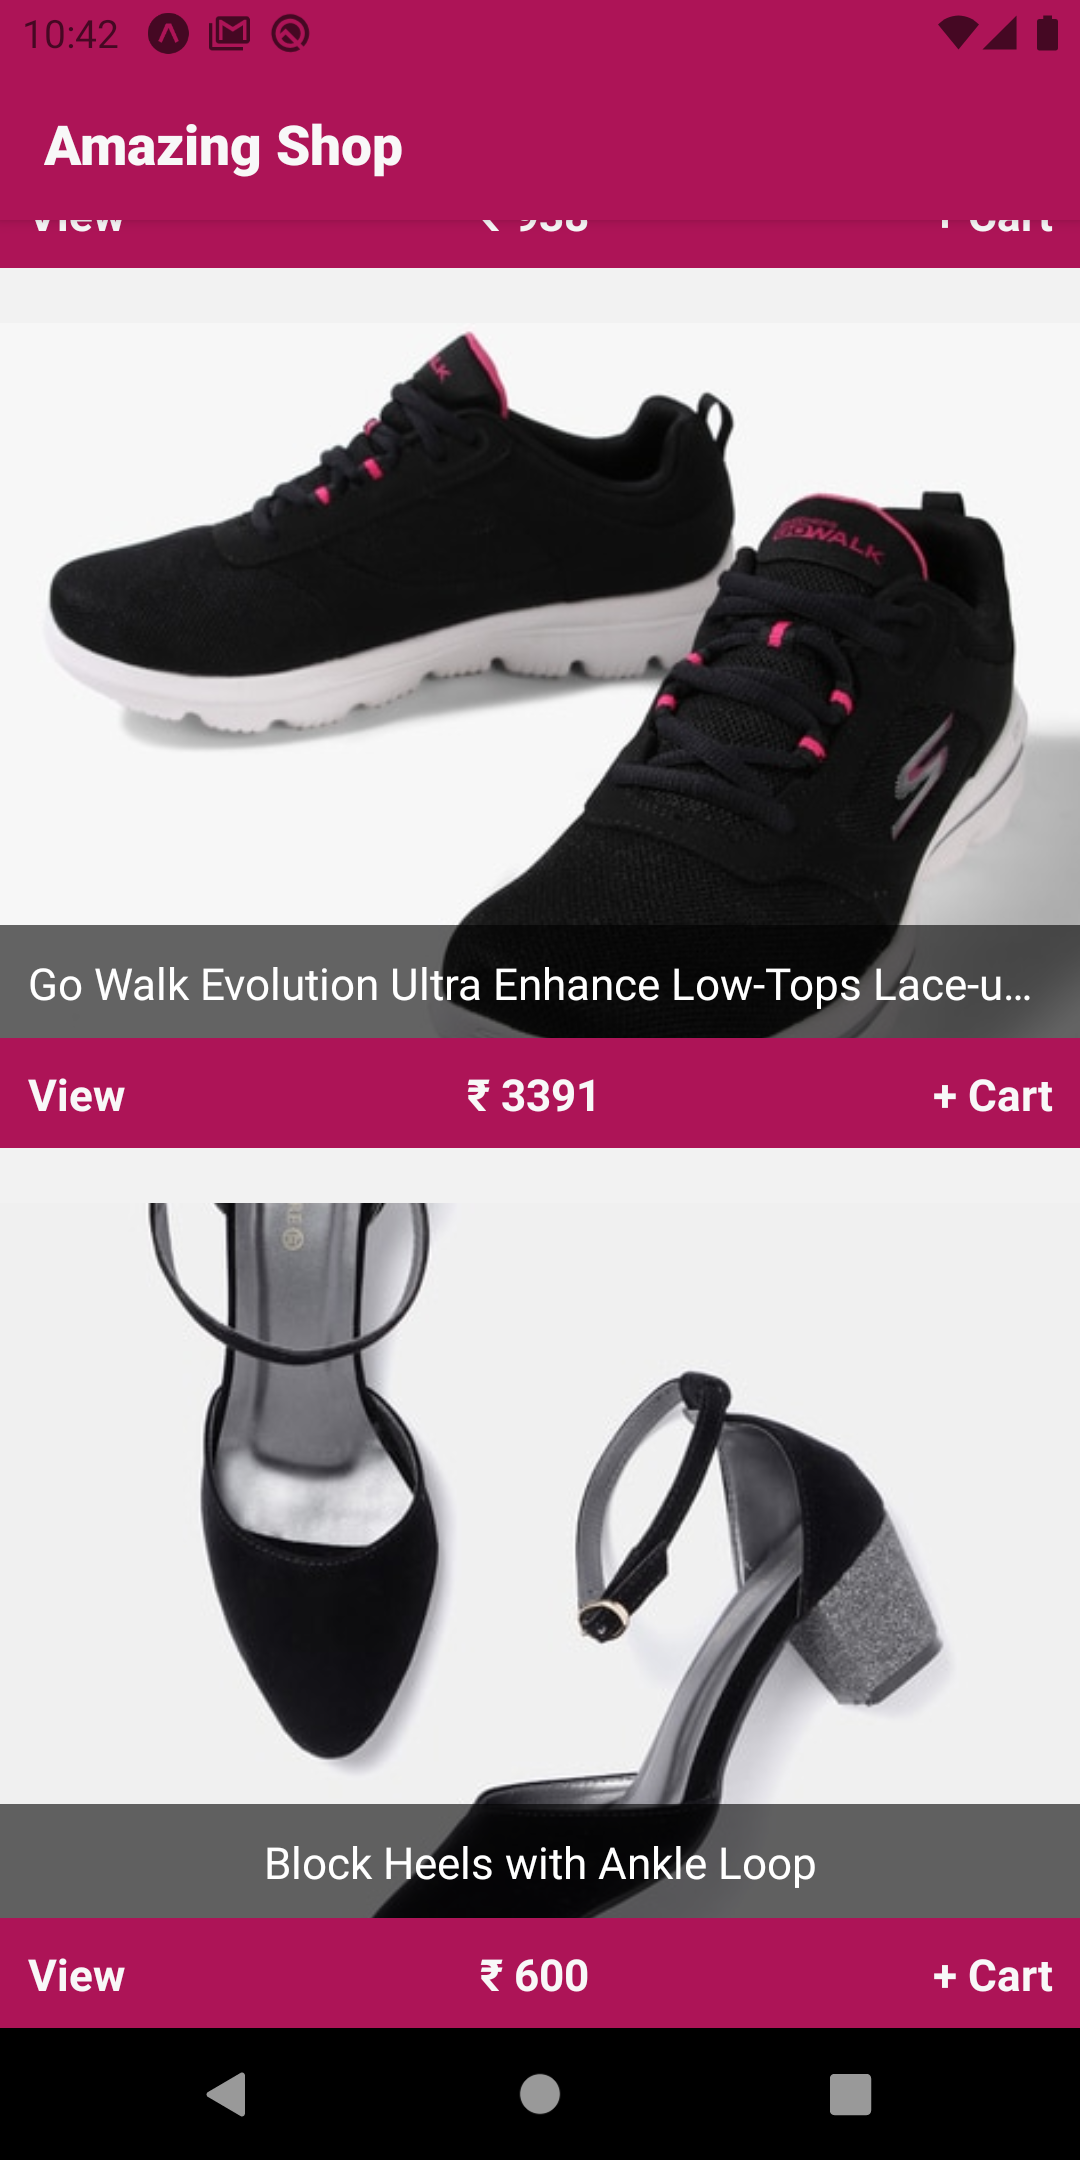 10:42
Amazing Shop
View ₹ 938 + Cart
GOWALK
Go Walk Evolution Ultra Enhance Low-Tops Lace-u...
View ₹ 3391 + Cart
Block Heels with Ankle Loop
View ₹ 600 + Cart